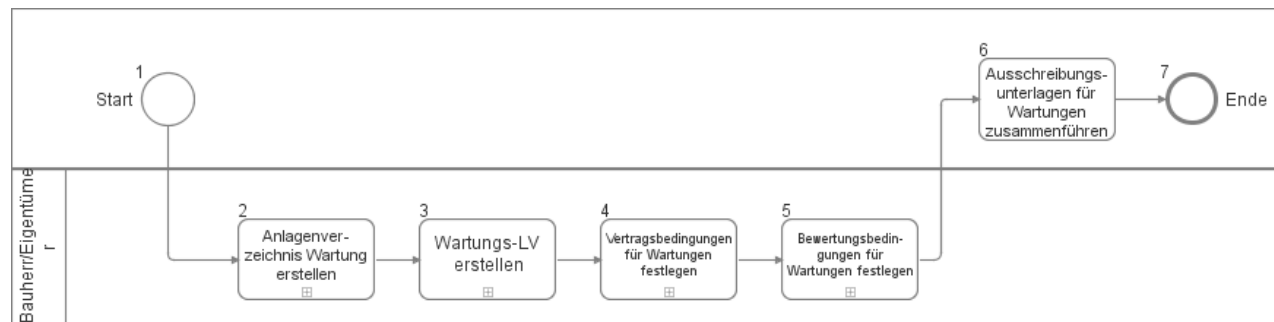 1
Start
6
Ausschreibungs-
unterlagen für
Wartungen
zusammenführen
7
Ende
Bauherr/Eigentüme
r
2
Anlagenver-
zeichnis Wartung
erstellen
3
Wartungs-LV
erstellen
4
Vertragsbedingungen
für Wartungen
festlegen
5
Bewertungsbedin-
gungen für
Wartungen festlegen